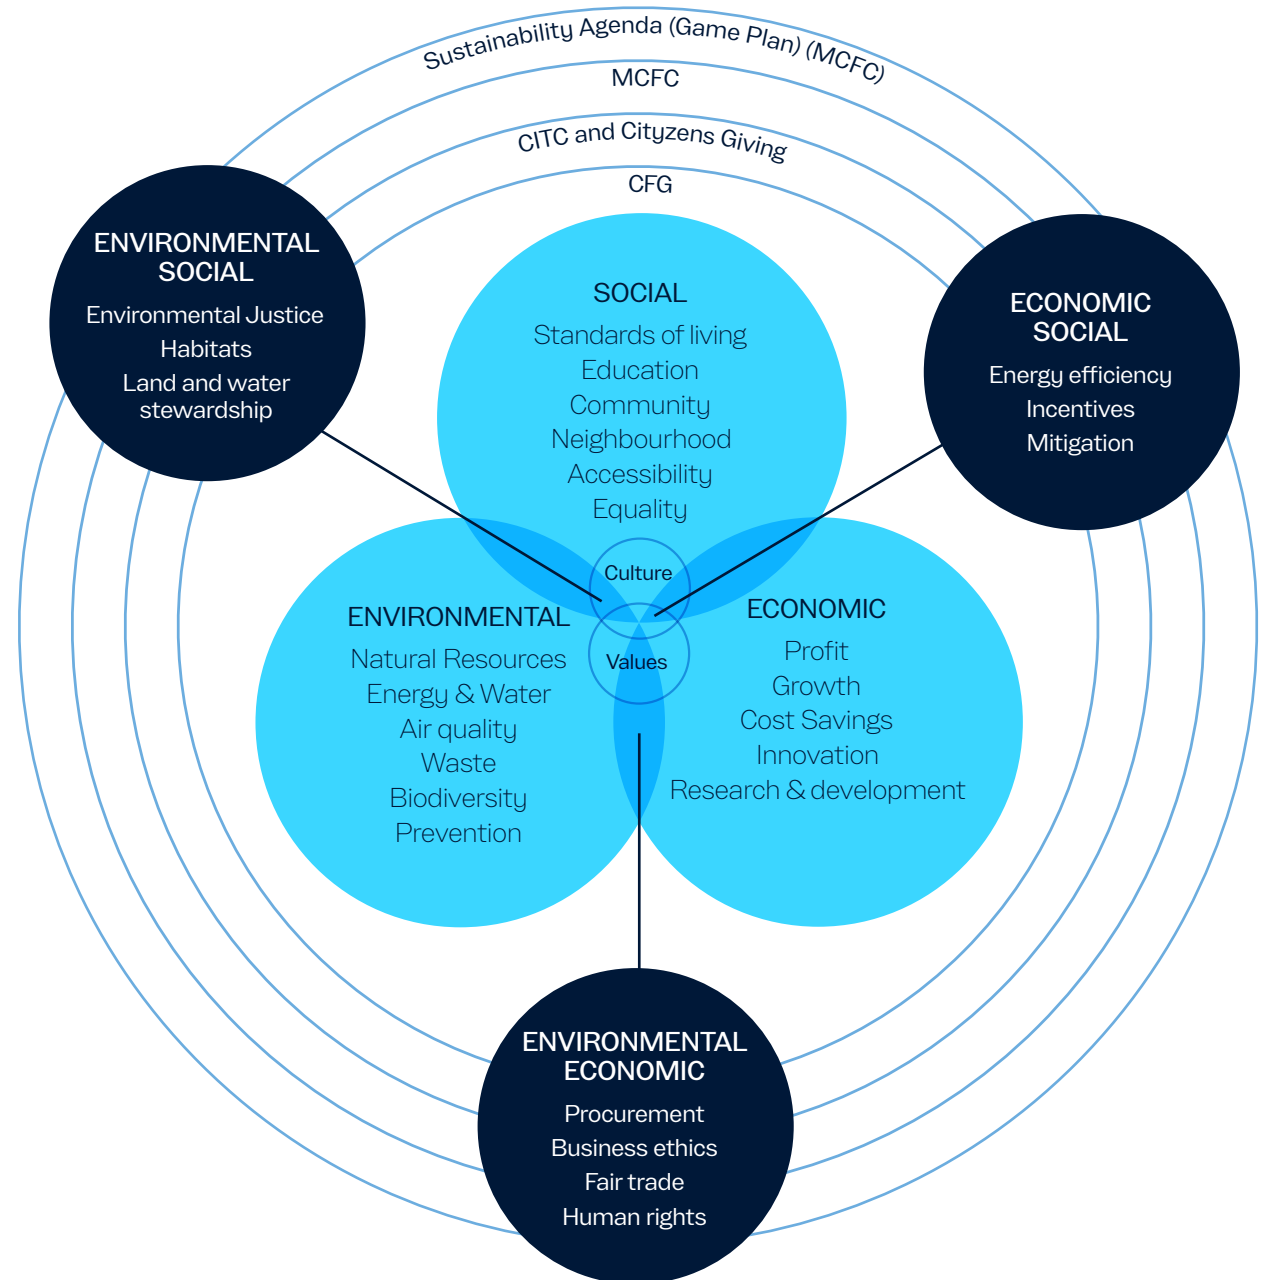 Sustainability Agenda (Game Plan) (MCFC)
MCFC
CITC and Cityzens Giving
CFG
ENVIRONMENTAL
SOCIAL
Environmental Justice
Habitats
Land and water
stewardship
SOCIAL
Standards of living
Education
Community
Neighbourhood
Accessibility
Equality
ECONOMIC
SOCIAL
Energy efficiency
Incentives
Mitigation
Culture
Values
ENVIRONMENTAL
Natural Resources
Energy & Water
Air quality
Waste
Biodiversity
Prevention
ECONOMIC
Profit
Growth
Cost Savings
Innovation
Research & development
ENVIRONMENTAL
ECONOMIC
Procurement
Business ethics
Fair trade
Human rights